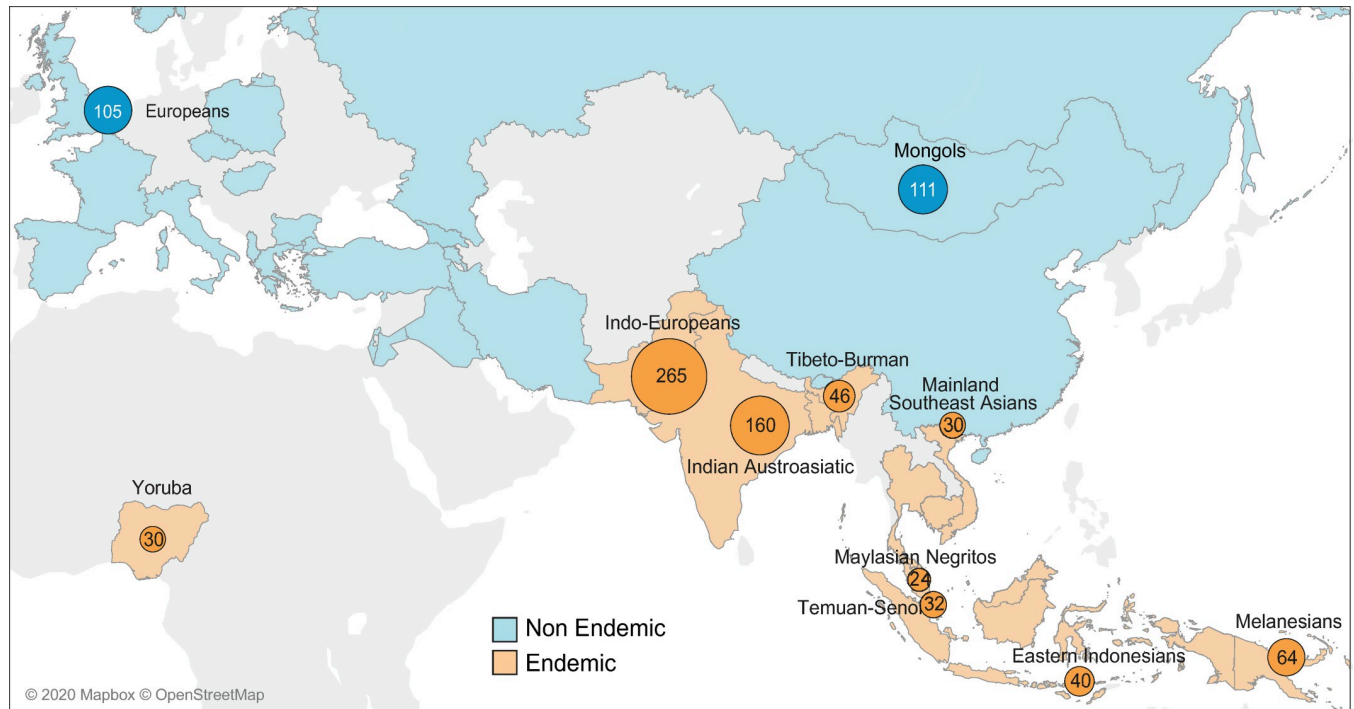 105
Europeans
Mongols
111
Indo-Europeans
265
Tibeto-Burman
46
Mainland
Southeast Asians
30
160
Indian Austroasiatic
Yoruba
30
Maylasian Negritos
24
Temuan-Senoi
32
Melanesians
64
Eastern Indonesians
40
Non Endemic
Endemic
© 2020 Mapbox © OpenStreetMap